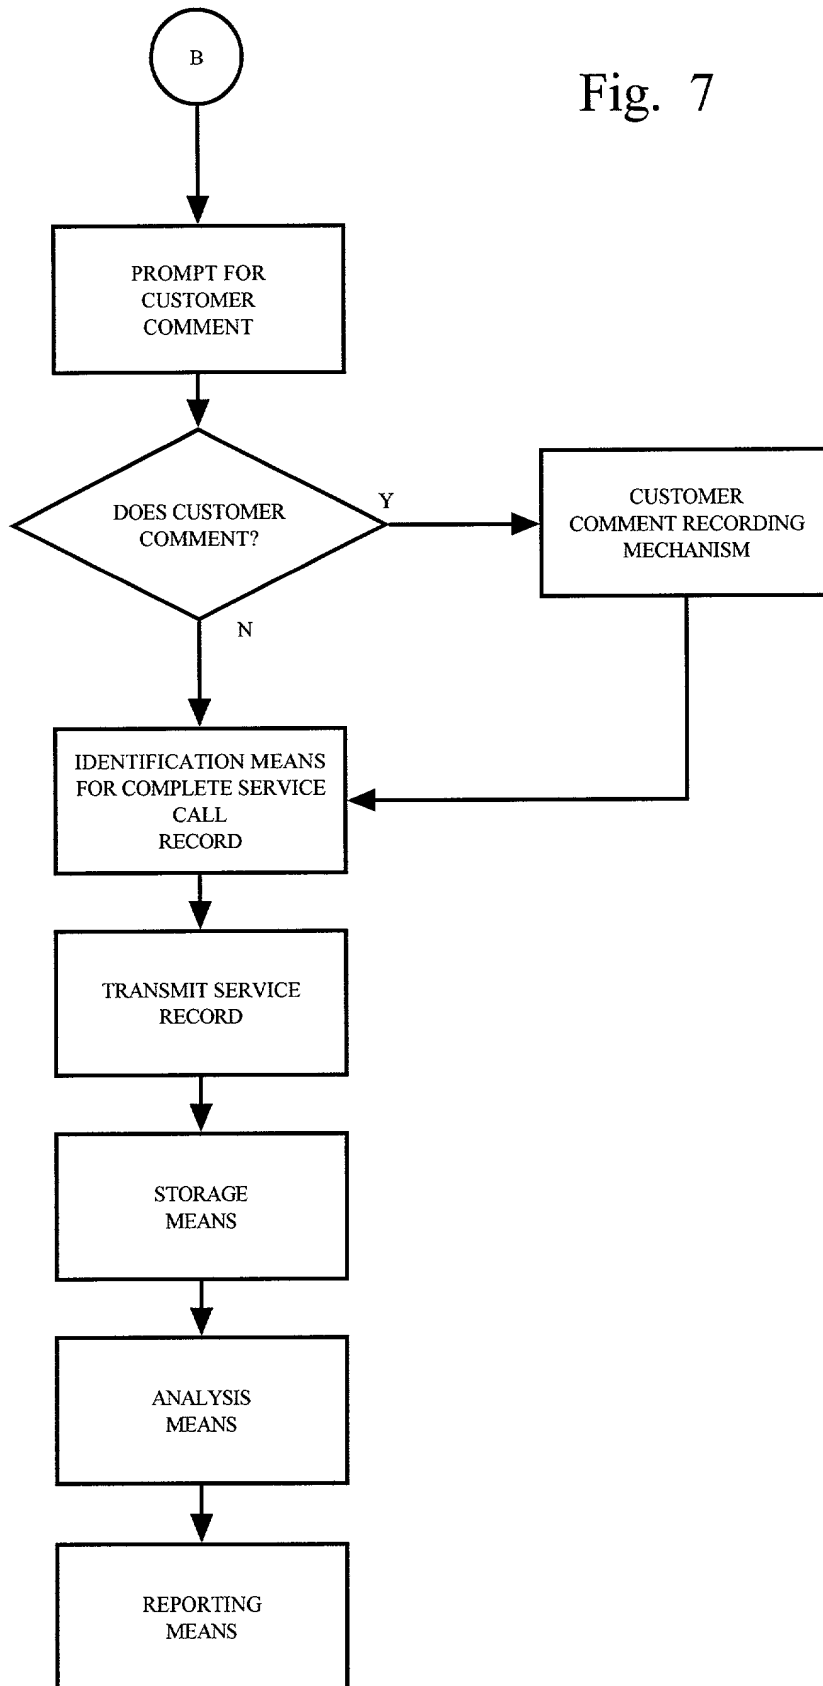 B
Fig. 7
PROMPT FOR
CUSTOMER
COMMENT
DOES CUSTOMER
COMMENT?
Y
CUSTOMER
COMMENT RECORDING
MECHANISM
N
IDENTIFICATION MEANS
FOR COMPLETE SERVICE
CALL
RECORD
TRANSMIT SERVICE
RECORD
STORAGE
MEANS
ANALYSIS
MEANS
REPORTING
MEANS